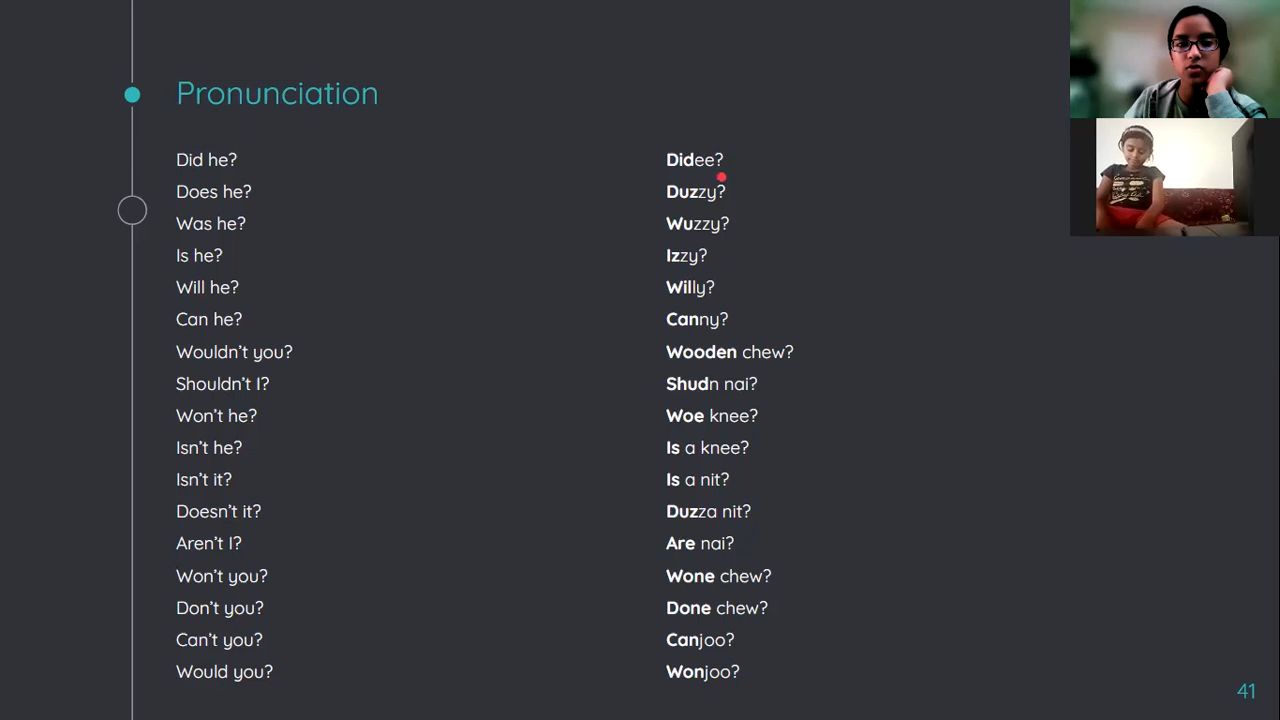 Pronunciation
Did he? Didee?
Does he? Duzzy?
Was he? Wuzzy?
Is he? Izzy?
Will he? Willy?
Can he? Canny?
Wouldn't you? Wooden chew?
Shouldn't I? Shudn nai?
Won't he? Woe knee?
Isn't he? Is a knee?
Isn't it? Is a nit?
Doesn't it? Duzza nit?
Aren't I? Are nai?
Won't you? Wone chew?
Don't you? Done chew?
Can't you? Canjoo?
Would you? Wonjoo?
41